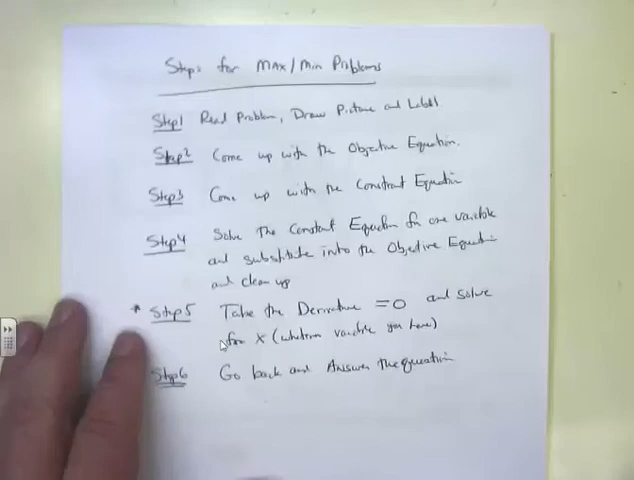 Steps for Max/Min Problems
Step1 Read Problem, Draw Picture and Label
Step2 Come up with the Objective Equation.
Step3 Come up with the Constraint Equation
Step4 Solve the Constraint Equation for one variable
and substitute into the Objective Equation
and clean up
* Step5 Take the Derivative =0 and solve
for x (whatever variable you have)
Step6 Go back and Answer the question